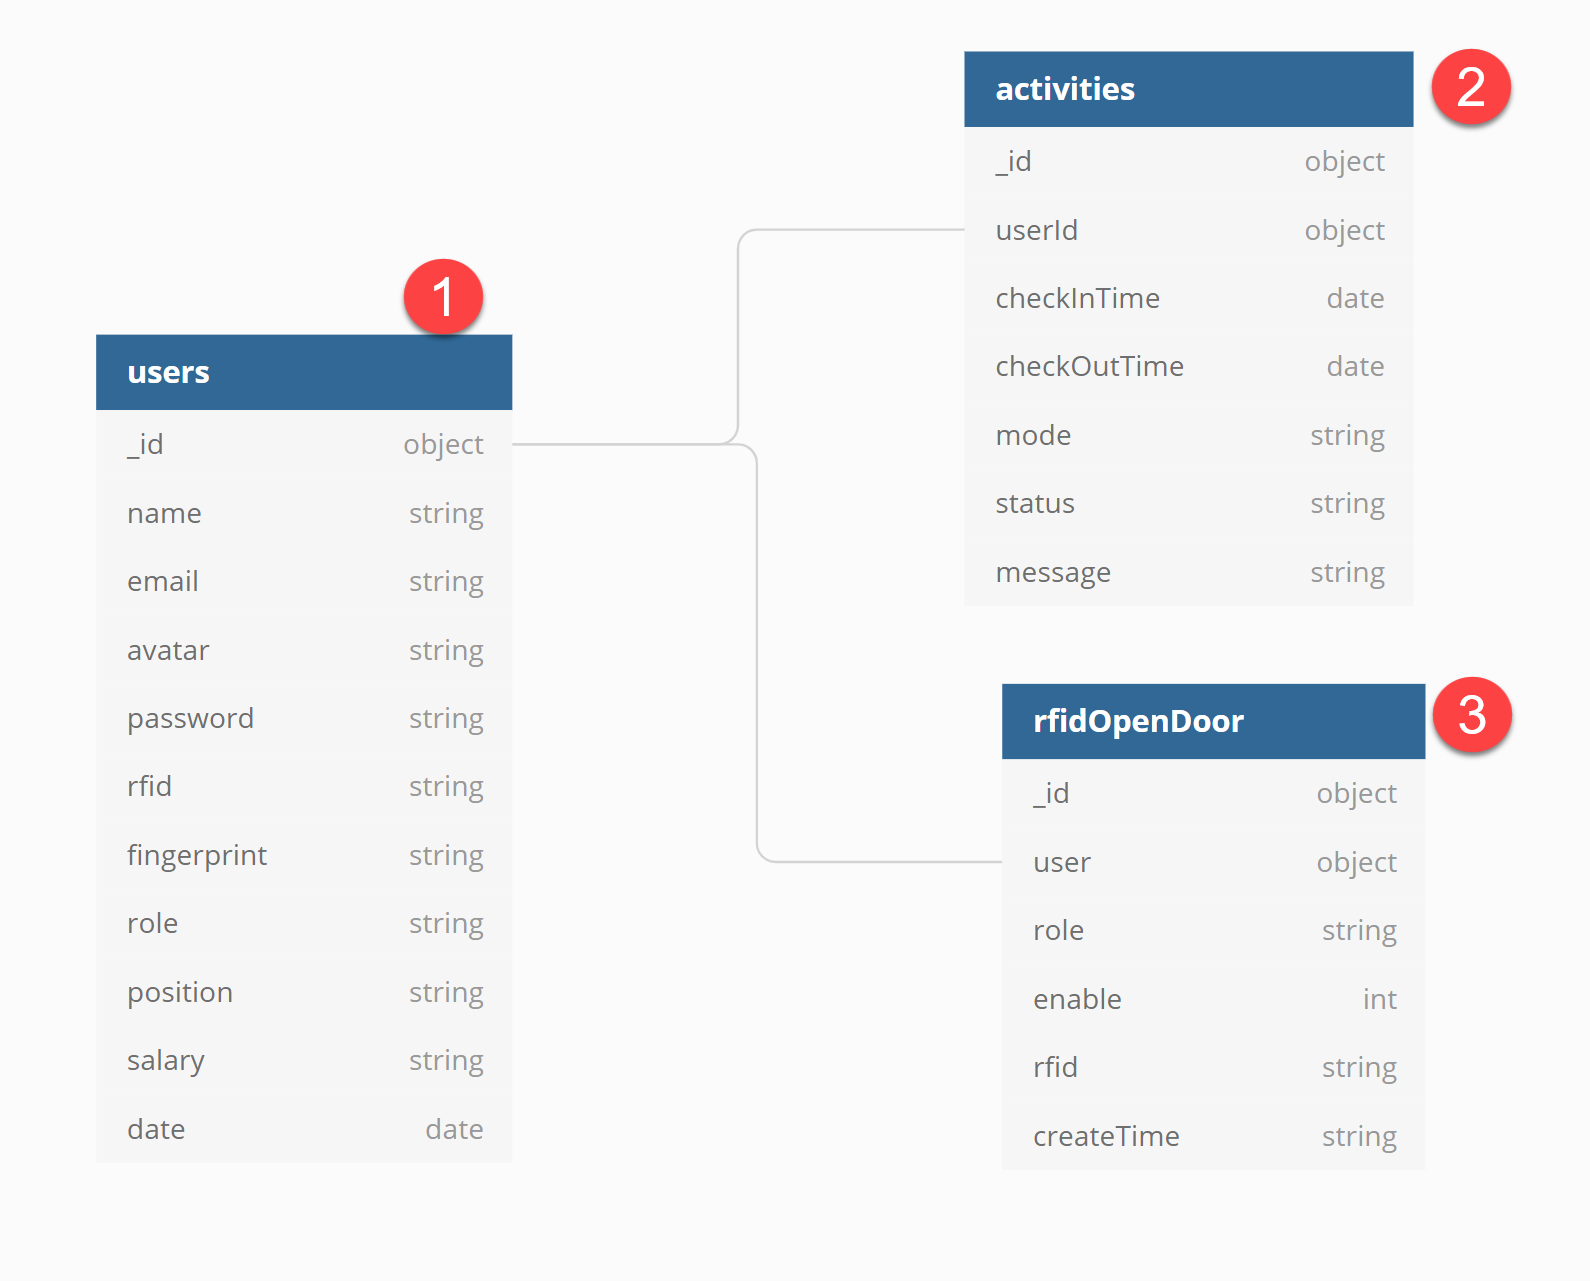 1
users
_id object
name string
email string
avatar string
password string
rfid string
fingerprint string
role string
position string
salary string
date date
2
activities
_id object
userId object
checkInTime date
checkOutTime date
mode string
status string
message string
3
rfidOpenDoor
_id object
user object
role string
enable int
rfid string
createTime string